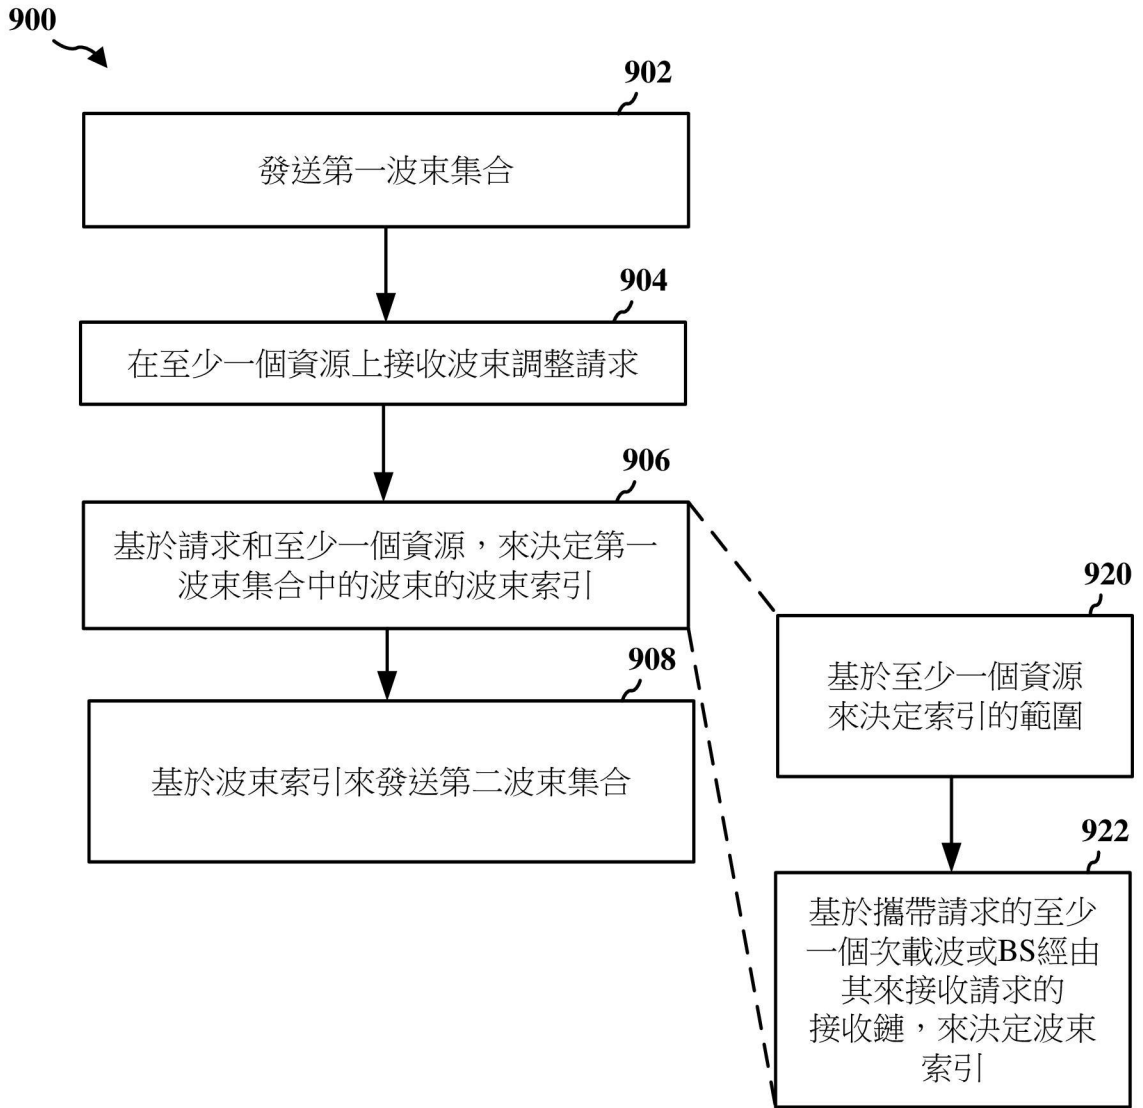 900
902
發送第一波束集合
904
在至少一個資源上接收波束調整請求
906
基於請求和至少一個資源，來決定第一
波束集合中的波束的波束索引
908
基於波束索引來發送第二波束集合
920
基於至少一個資源
來決定索引的範圍
922
基於攜帶請求的至少
一個次載波或BS經由
其來接收請求的
接收鏈，來決定波束
索引